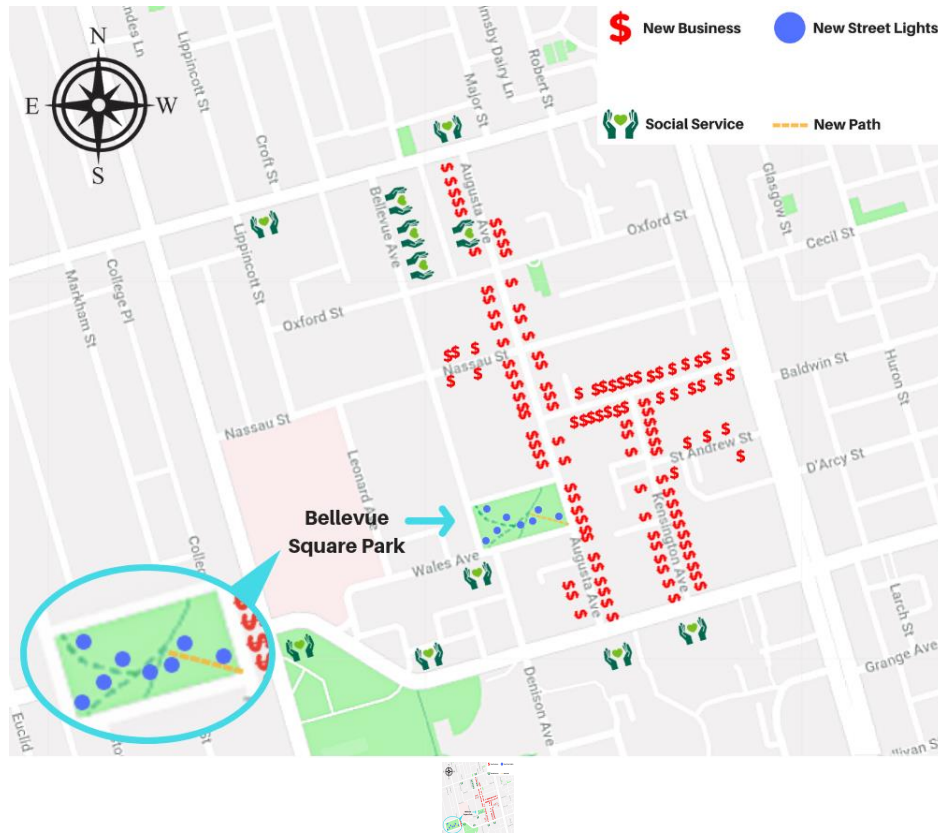 New Business
New Street Lights
Social Service
New Path
N
E
W
S
Lippincott St
Major St
Robert St
Croft St
Augusta Ave
Bellevue Ave
Glasgow St
Oxford St
Cecil St
Lippincott St
College Pl
Markham St
Oxford St
Nassau St
Baldwin St
Huron St
Nassau St
St Andrew St
D'Arcy St
Leonard Ave
Kensington Ave
Bellevue
Square Park
Wales Ave
Augusta Ave
Larch St
Grange Ave
Denison Ave
Euclid